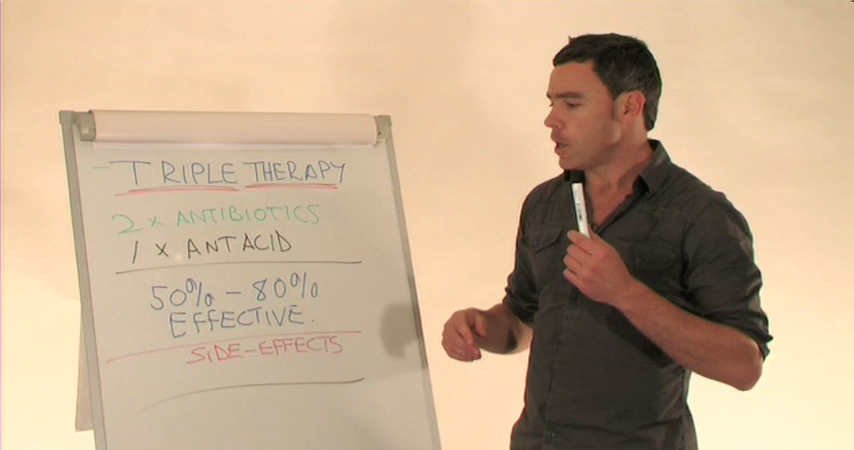 TRIPLE THERAPY
2 x ANTIBIOTICS
1 x ANTACID
50% - 80%
EFFECTIVE.
SIDE-EFFECTS